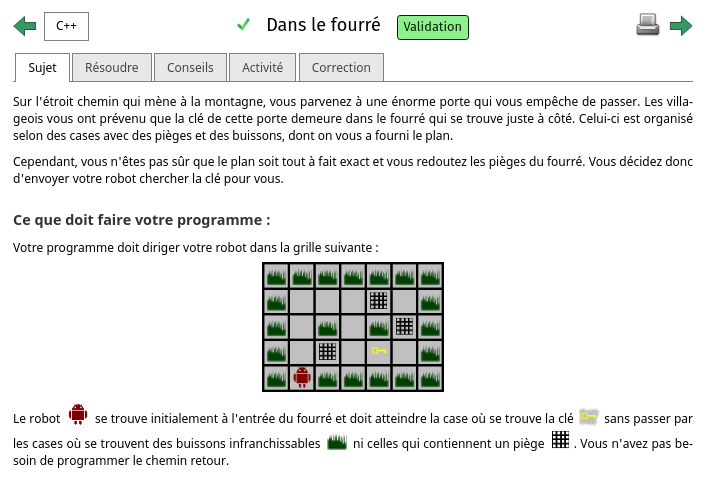 C++
Dans le fourré
Validation
Sujet
Résoudre
Conseils
Activité
Correction
Sur l'étroit chemin qui mène à la montagne, vous parvenez à une énorme porte qui vous empêche de passer. Les villa-
geois vous ont prévenu que la clé de cette porte demeure dans le fourré qui se trouve juste à côté. Celui-ci est organisé
selon des cases avec des pièges et des buissons, dont on vous a fourni le plan.
Cependant, vous n'êtes pas sûr que le plan soit tout à fait exact et vous redoutez les pièges du fourré. Vous décidez donc
d'envoyer votre robot chercher la clé pour vous.
Ce que doit faire votre programme :
Votre programme doit diriger votre robot dans la grille suivante :
Le robot se trouve initialement à l'entrée du fourré et doit atteindre la case où se trouve la clé sans passer par
les cases où se trouvent des buissons infranchissables ni celles qui contiennent un piège . Vous n'avez pas be-
soin de programmer le chemin retour.